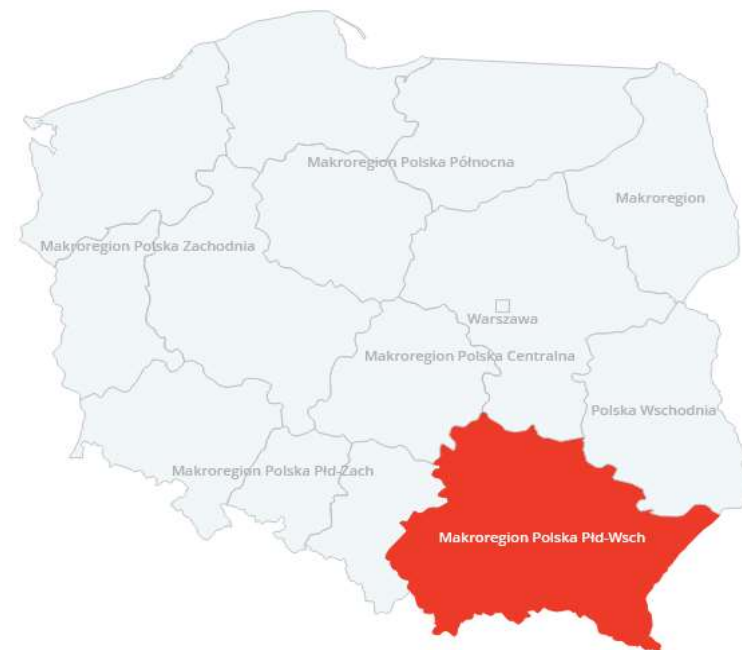 Makroregion Polska Północna
Makroregion
Makroregion Polska Zachodnia
Warszawa
Makroregion Polska Centralna
Polska Wschodnia
Makroregion Polska Płd-Zach
Makroregion Polska Płd-Wsch